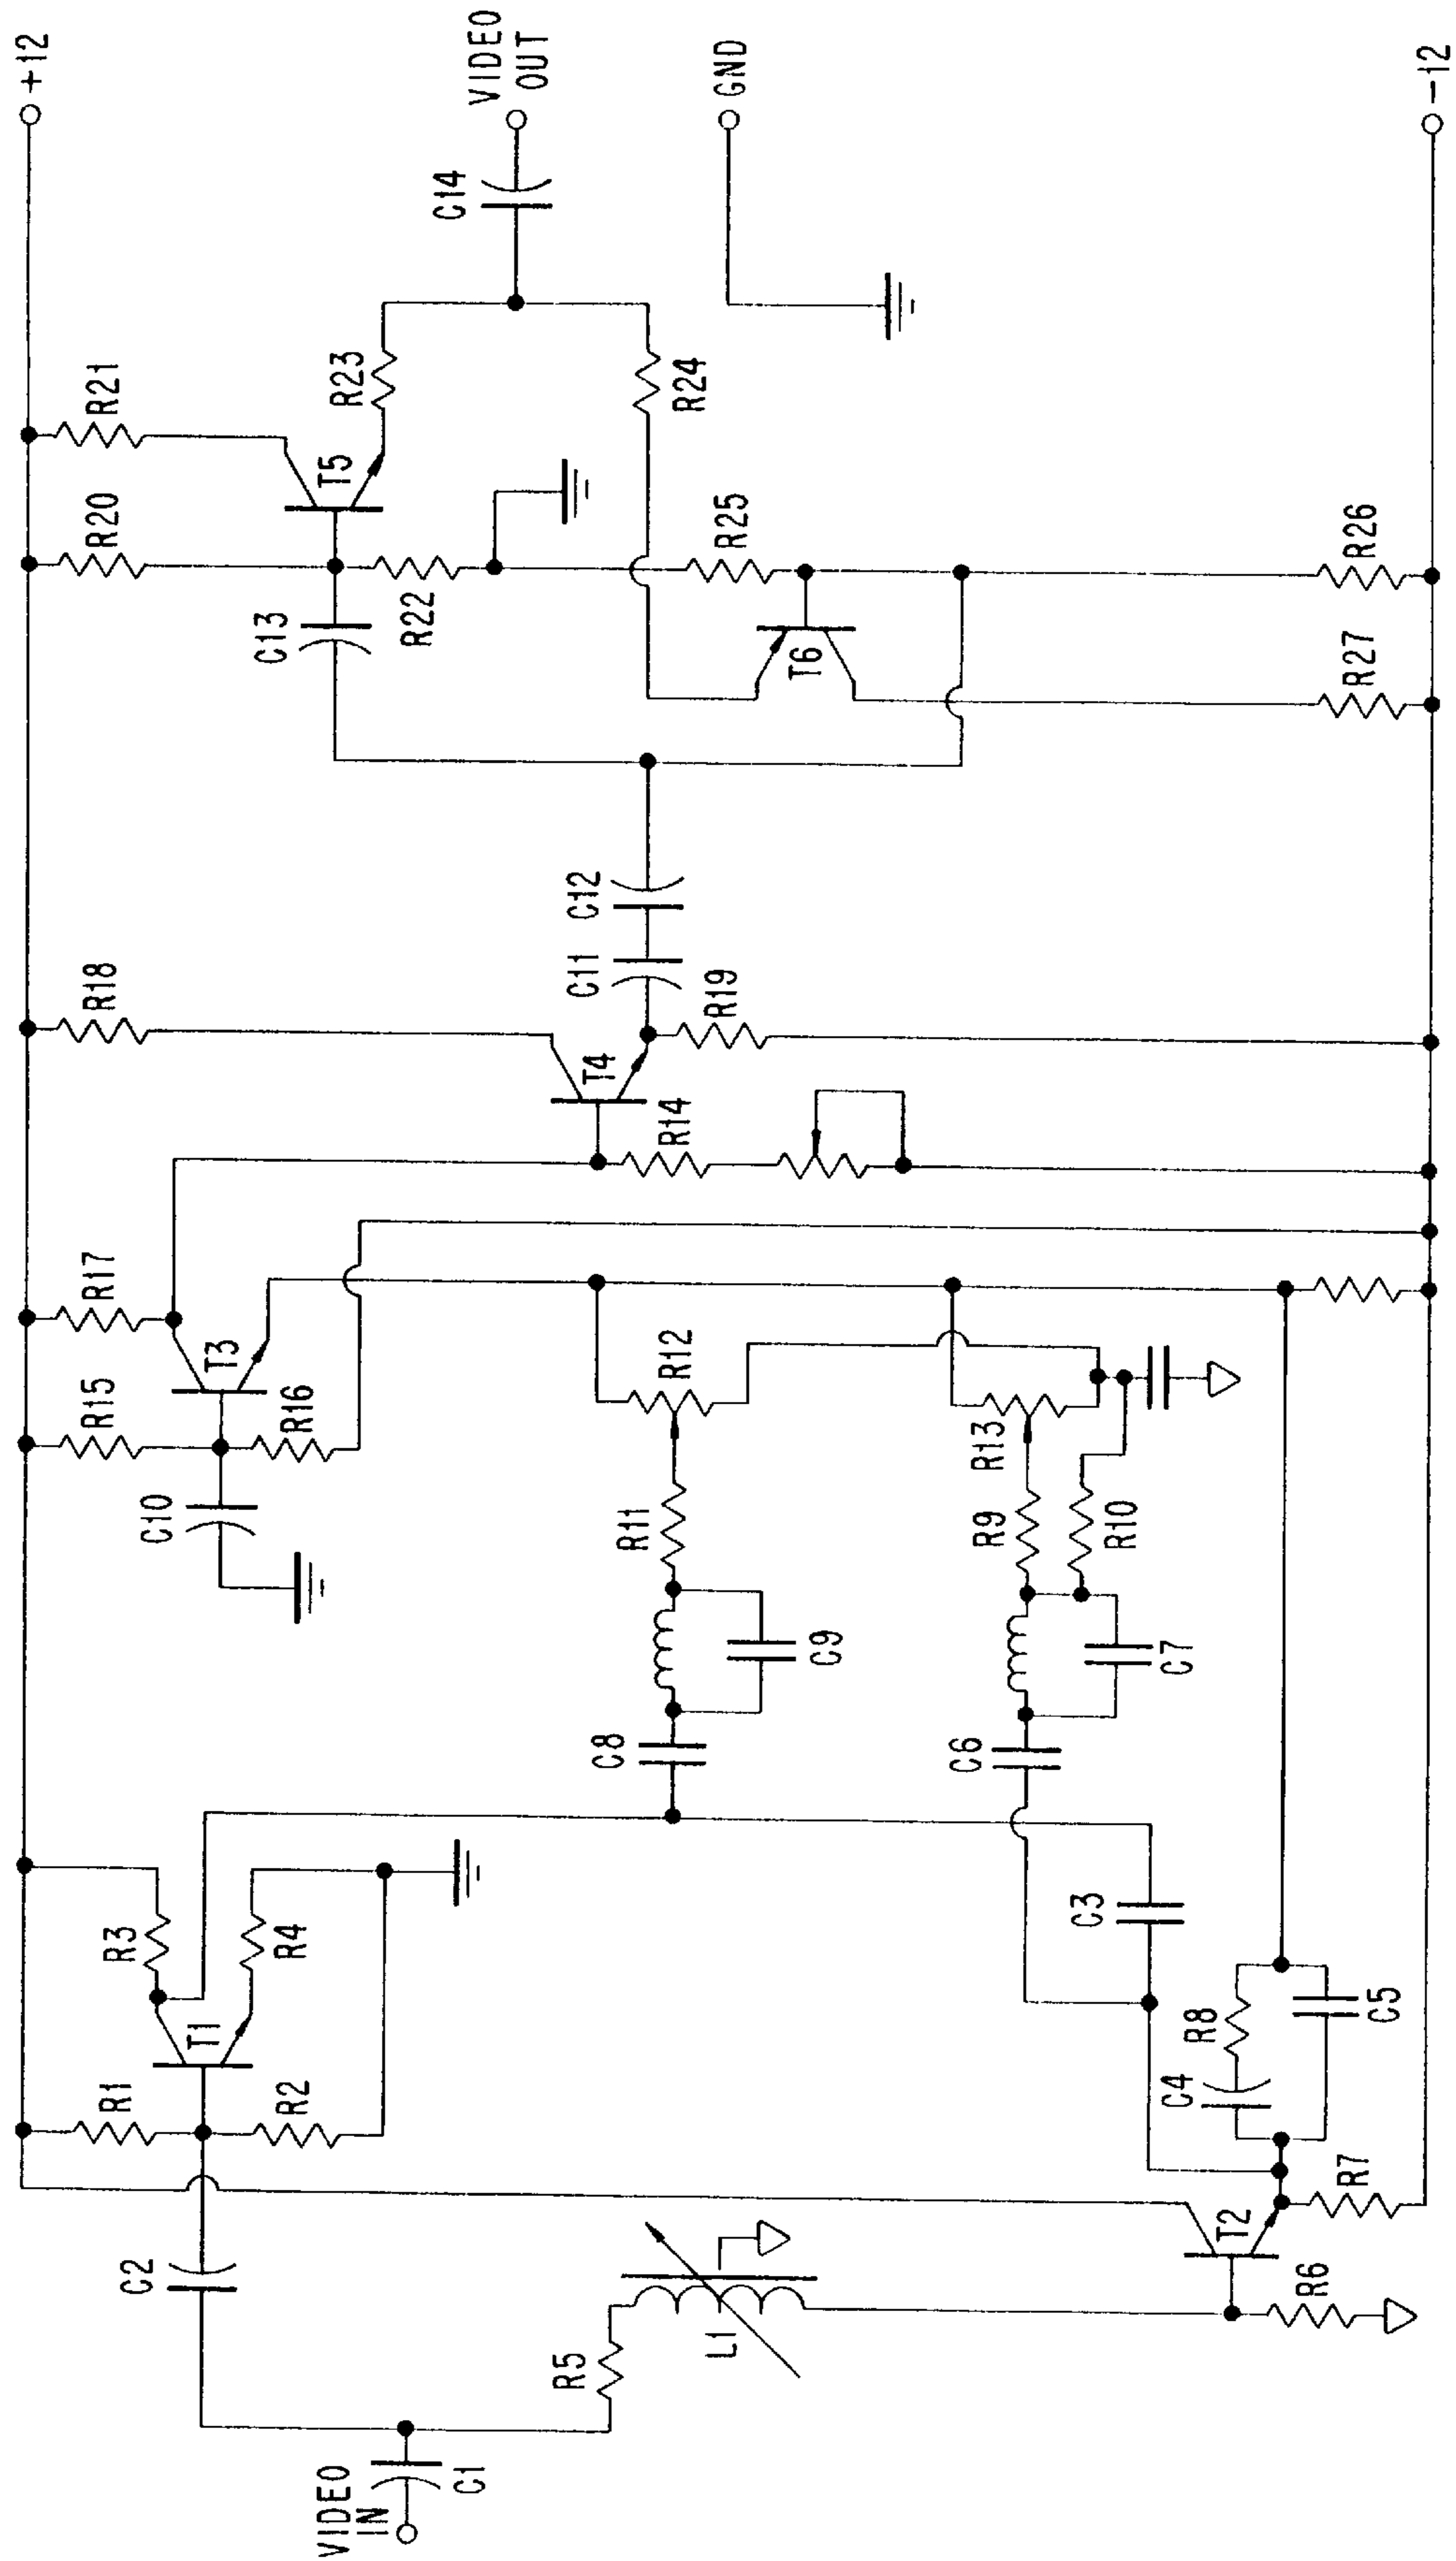 +12
VIDEO
OUT
GND
-12
C14
R21
R20
T5
R23
R24
C13
R22
R25
T6
R26
R27
R18
C12
C11
R19
T4
R14
R17
T3
R15
R16
C10
R12
R13
R11
R9
R10
C9
C7
C8
C6
R3
R4
T1
R1
R2
C3
R8
C4
C5
C2
T2
R7
R6
L1
R5
C1
VIDEO
IN